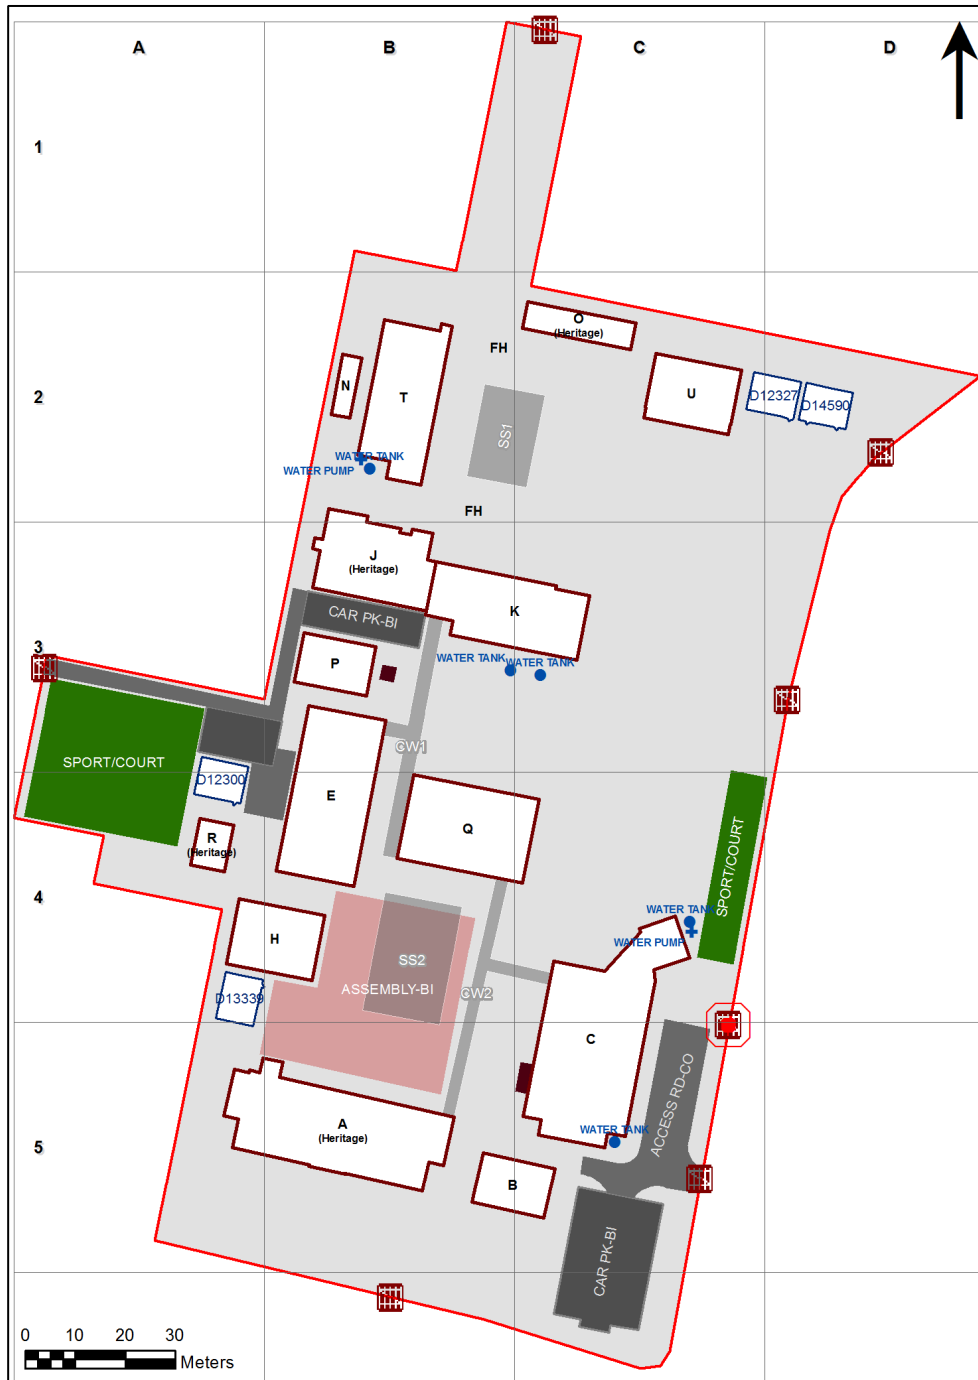 A
B
C
D
1
O
(Heritage)
FH
2
N
T
U
D12327
D14590
SS1
WATER TANK
WATER PUMP
FH
J
(Heritage)
K
CAR PK-BI
3
P
WATER TANK
WATER TANK
CW1
SPORT/COURT
D12300
E
Q
R
(Heritage)
SPORT/COURT
4
WATER TANK
H
WATER PUMP
SS2
ASSEMBLY-BI
CW2
D13339
C
ACCESS RD-CO
A
(Heritage)
WATER TANK
5
B
CAR PK-BI
0 10 20 30
Meters